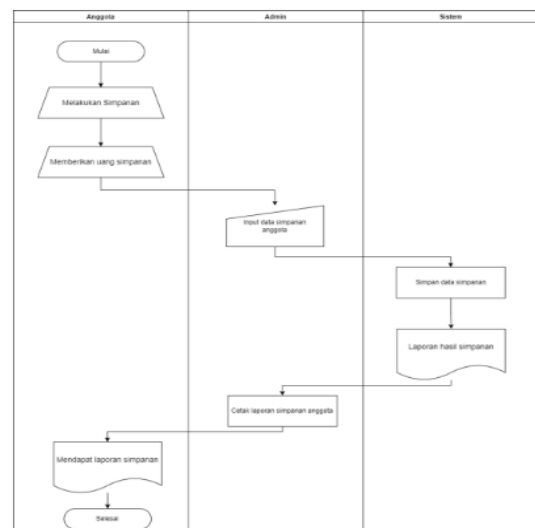 Anggota
Admin
Sistem
Mulai
Melakukan Simpanan
Memberikan uang simpanan
Input data simpanan
anggota
Simpan data simpanan
Laporan hasil simpanan
Cetak laporan simpanan anggota
Mendapat laporan simpanan
Selesai